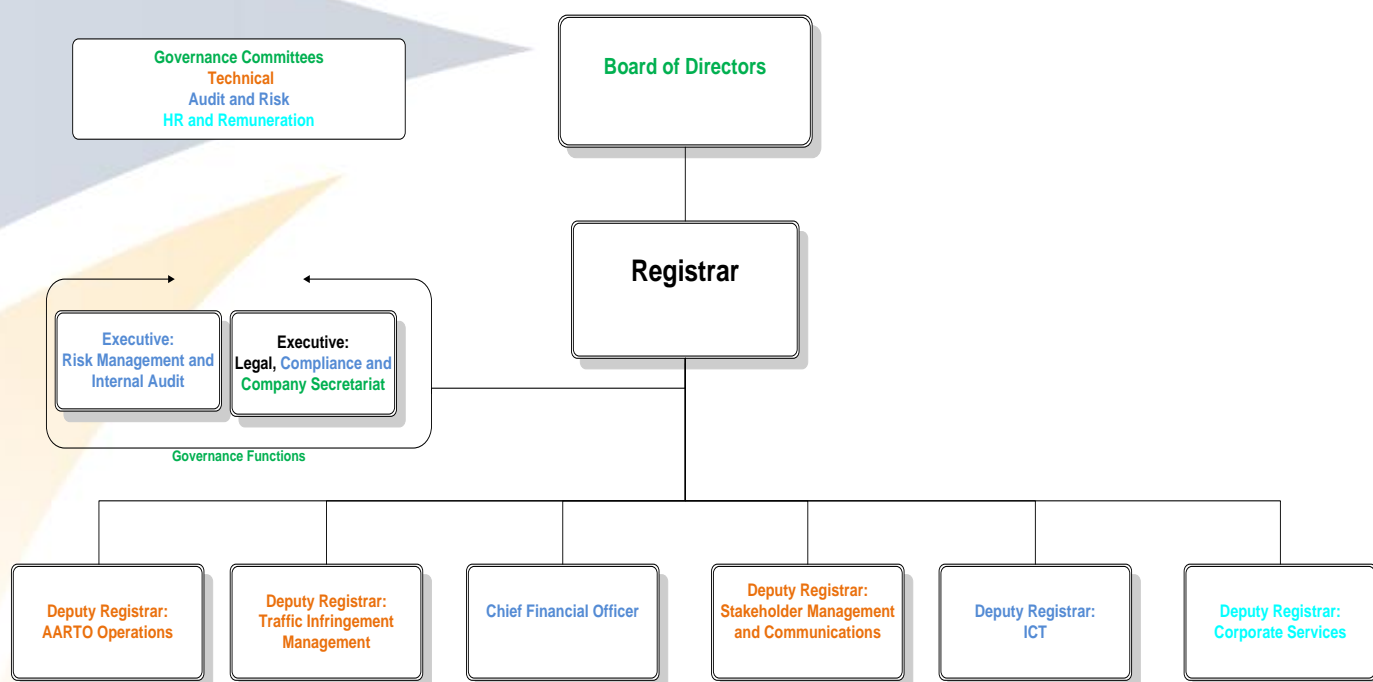 Governance Committees
Technical
Audit and Risk
HR and Remuneration
Board of Directors
Registrar
Executive:
Risk Management and
Internal Audit
Executive:
Legal, Compliance and
Company Secretariat
Governance Functions
Deputy Registrar:
AARTO Operations
Deputy Registrar:
Traffic Infringement
Management
Chief Financial Officer
Deputy Registrar:
Stakeholder Management
and Communications
Deputy Registrar:
ICT
Deputy Registrar:
Corporate Services